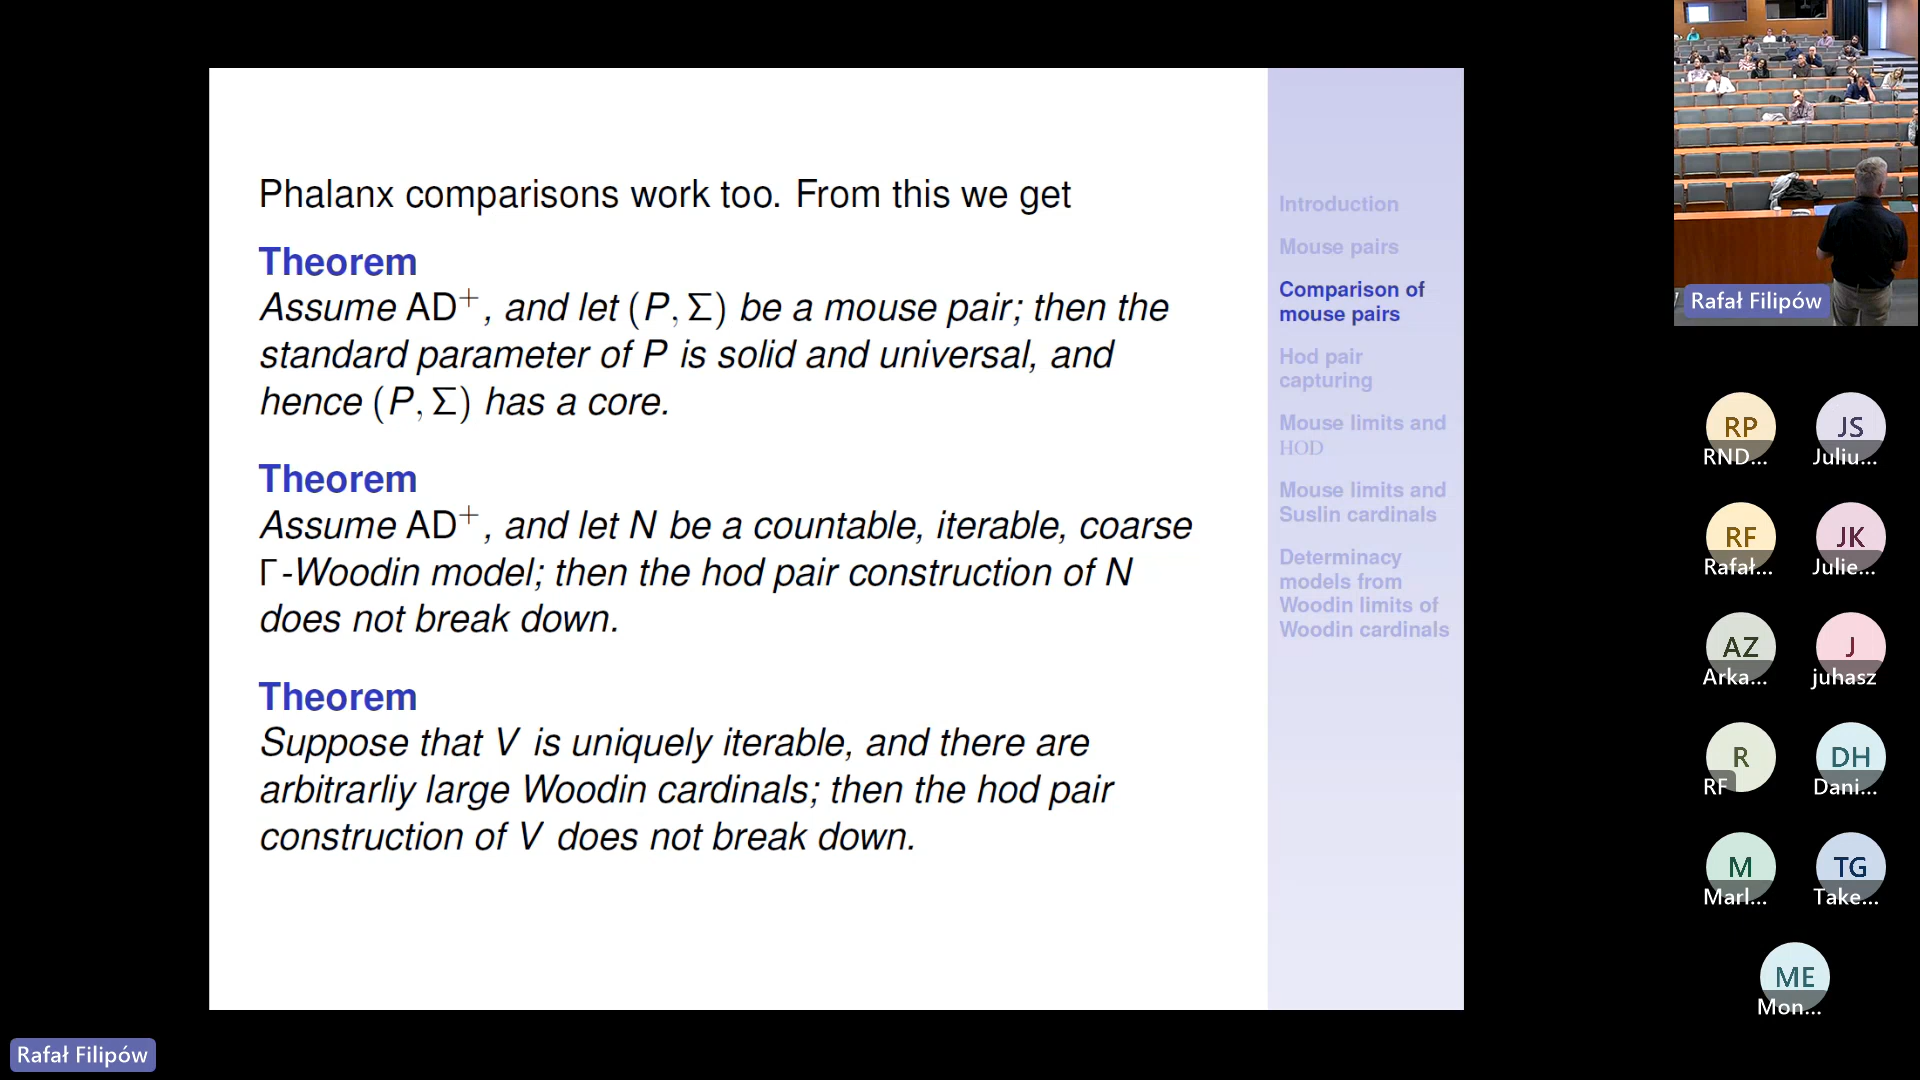 Phalanx comparisons work too. From this we get
Theorem
Assume AD⁺, and let (P, Σ) be a mouse pair; then the
standard parameter of P is solid and universal, and
hence (P, Σ) has a core.
Theorem
Assume AD⁺, and let N be a countable, iterable, coarse
Γ-Woodin model; then the hod pair construction of N
does not break down.
Theorem
Suppose that V is uniquely iterable, and there are
arbitrarliy large Woodin cardinals; then the hod pair
construction of V does not break down.
Introduction
Mouse pairs
Comparison of
mouse pairs
Hod pair
capturing
Mouse limits and
HOD
Mouse limits and
Suslin cardinals
Determinacy
models from
Woodin limits of
Woodin cardinals
Rafał Filipów
RP
RND...
JS
Juliu...
RF
Rafał...
JK
Julie...
AZ
Arka...
J
juhasz
R
RF
DH
Dani...
M
Marl...
TG
Take...
ME
Mon...
Rafał Filipów